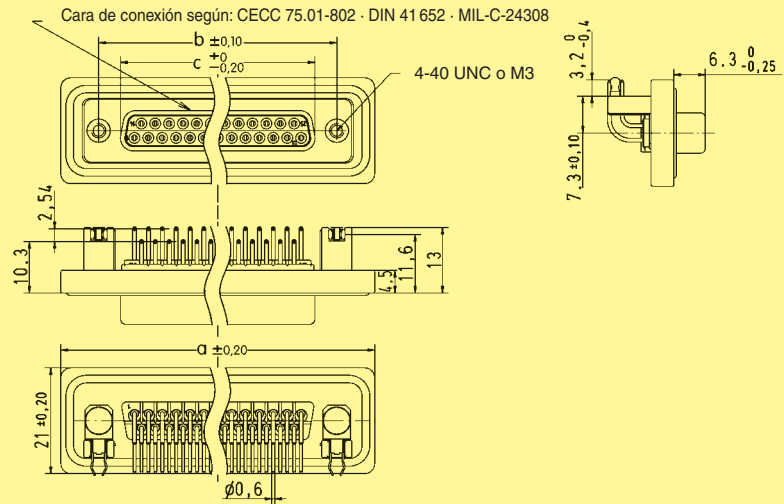 Cara de conexión según: CECC 75.01-802 · DIN 41 652 · MIL-C-24308
b ±0,10
c +0 -0,20
4-40 UNC o M3
3,2 0 -0,4
6.3 0 -0,25
7.3 ±0,10
2,54
10.3
4.5
11,6
13
a ±0,20
21 ±0,20
ø0,6